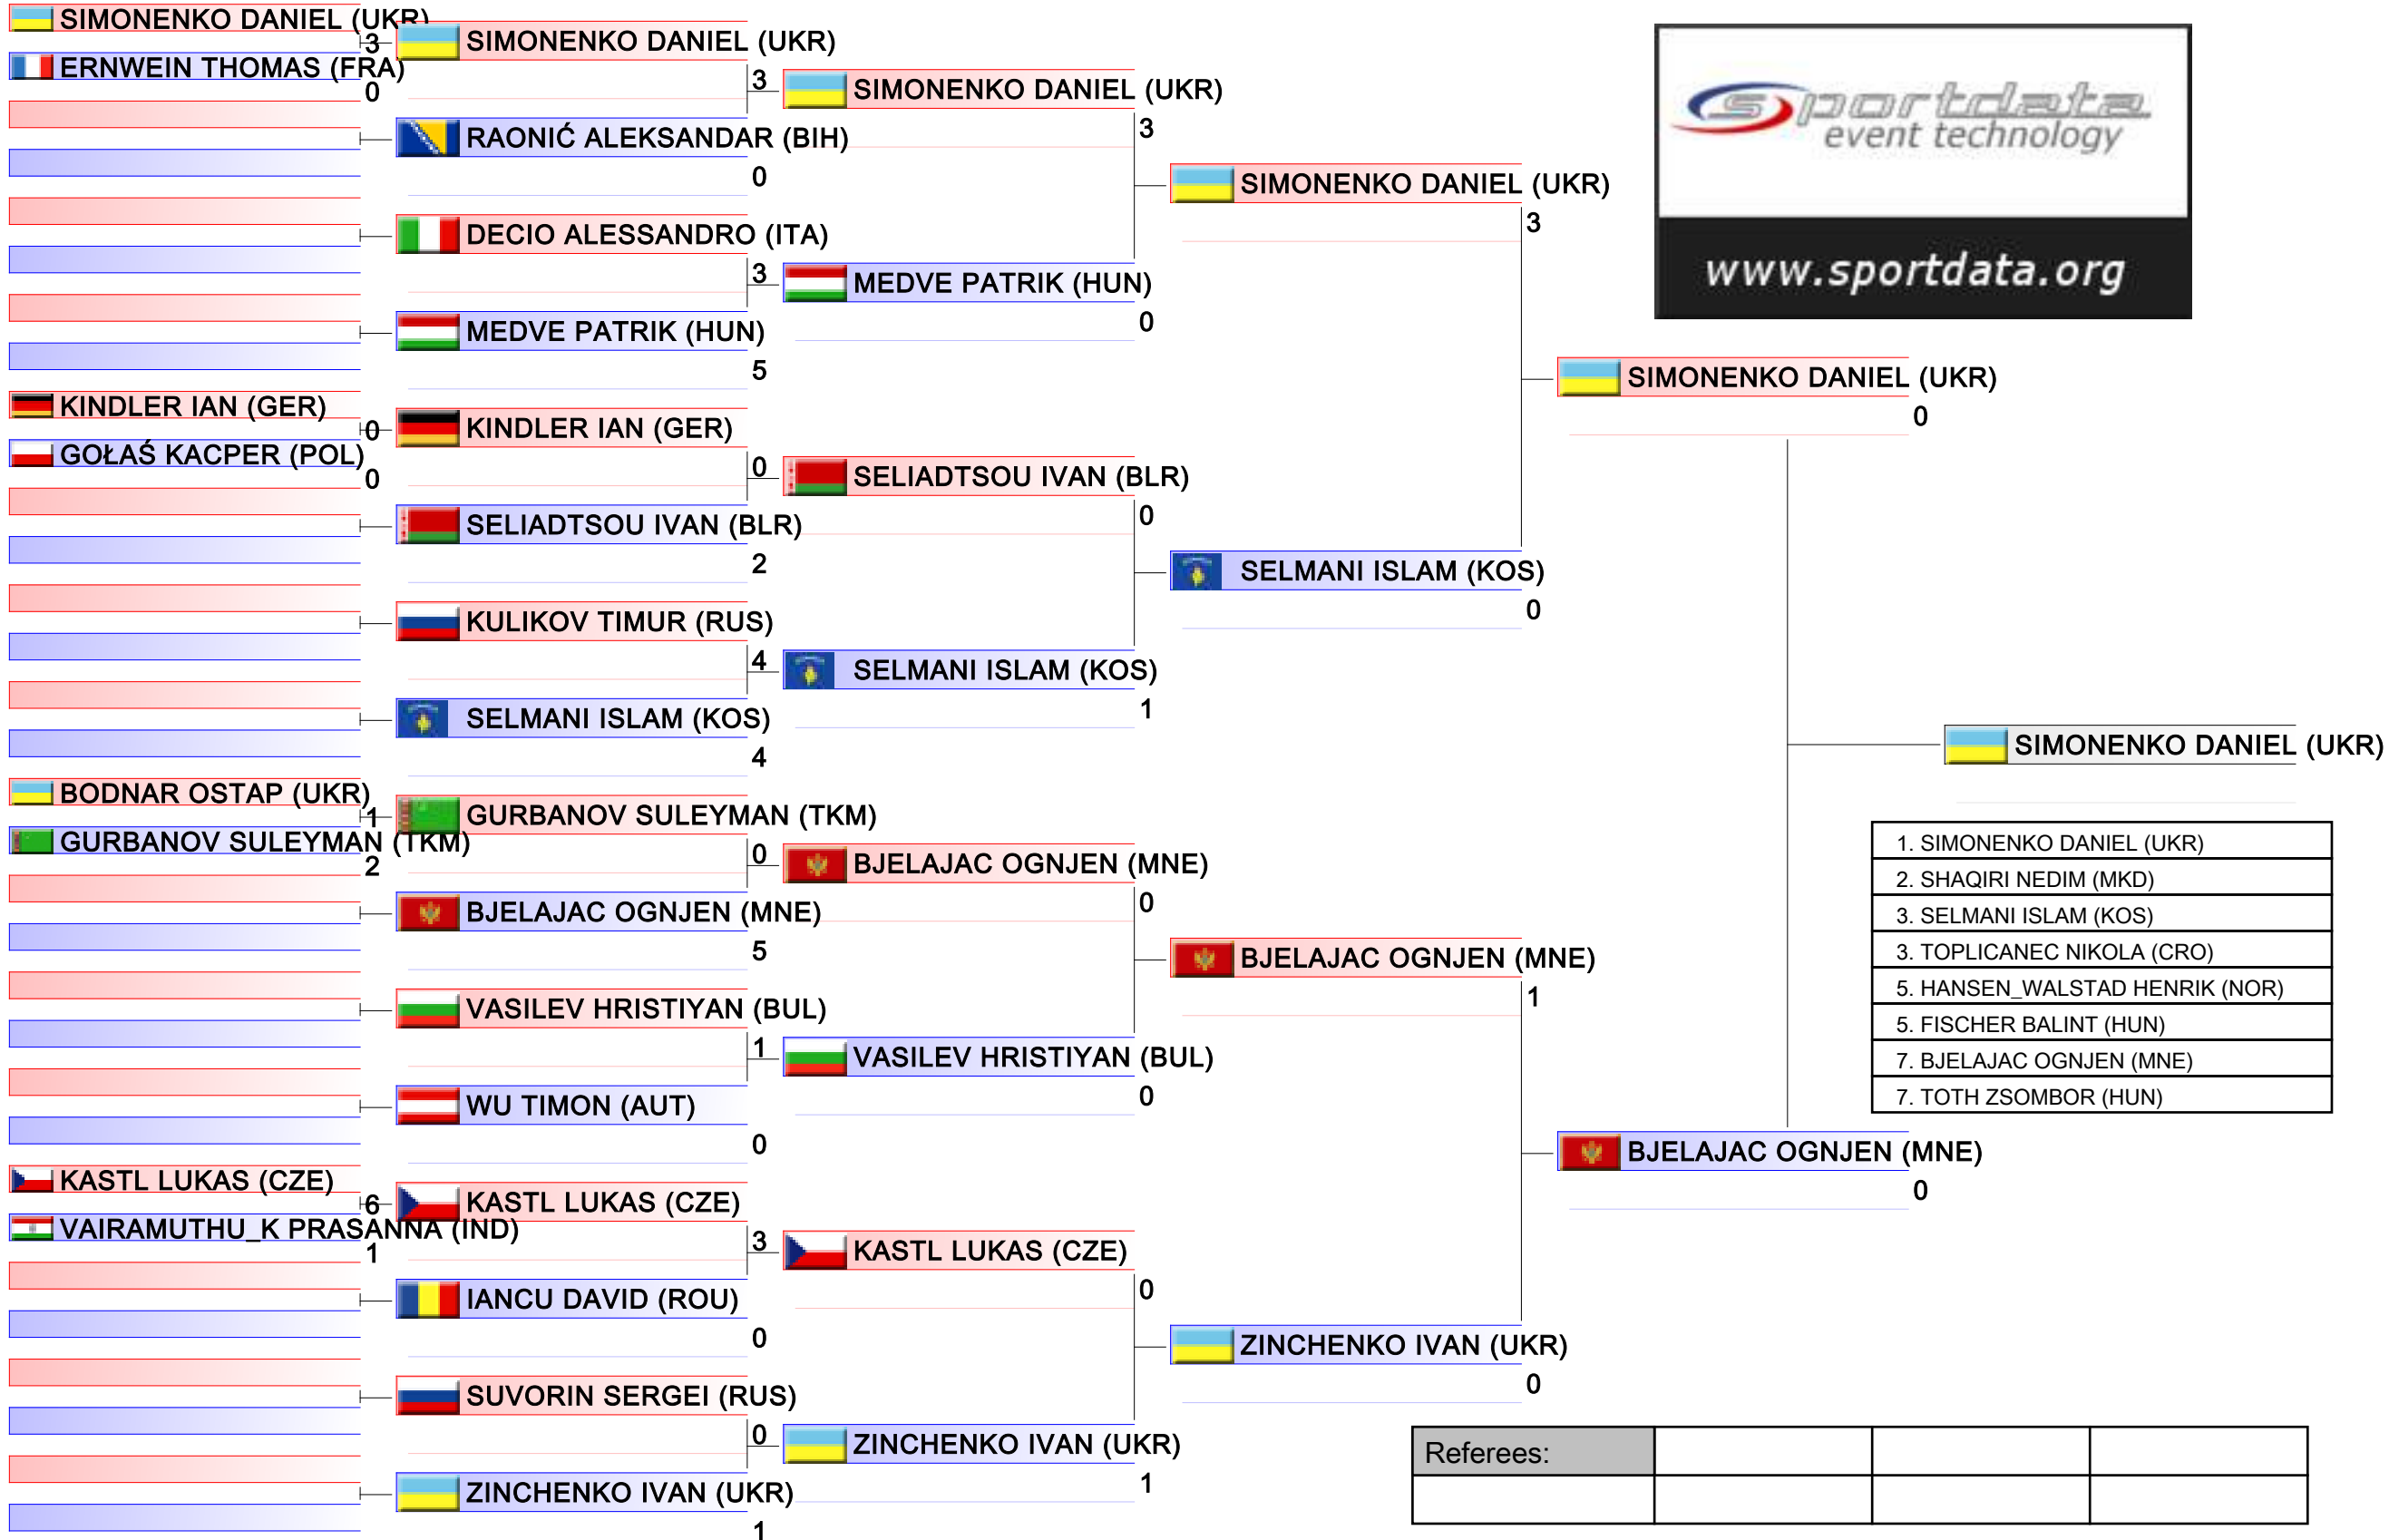 SIMONENKO DANIEL (UKR)
3
ERNWEIN THOMAS (FRA)
0
KINDLER IAN (GER)
0
GOŁAŚ KACPER (POL)
0
BODNAR OSTAP (UKR)
1
GURBANOV SULEYMAN (TKM)
2
KASTL LUKAS (CZE)
6
VAIRAMUTHU_K PRASANNA (IND)
1
SIMONENKO DANIEL (UKR)
3
RAONIĆ ALEKSANDAR (BIH)
0
DECIO ALESSANDRO (ITA)
3
MEDVE PATRIK (HUN)
5
KINDLER IAN (GER)
0
SELIADTSOU IVAN (BLR)
2
KULIKOV TIMUR (RUS)
4
SELMANI ISLAM (KOS)
4
GURBANOV SULEYMAN (TKM)
0
BJELAJAC OGNJEN (MNE)
5
VASILEV HRISTIYAN (BUL)
1
WU TIMON (AUT)
0
KASTL LUKAS (CZE)
3
IANCU DAVID (ROU)
0
SUVORIN SERGEI (RUS)
0
ZINCHENKO IVAN (UKR)
1
SIMONENKO DANIEL (UKR)
3
MEDVE PATRIK (HUN)
0
SELIADTSOU IVAN (BLR)
0
SELMANI ISLAM (KOS)
1
BJELAJAC OGNJEN (MNE)
0
VASILEV HRISTIYAN (BUL)
0
KASTL LUKAS (CZE)
0
ZINCHENKO IVAN (UKR)
1
SIMONENKO DANIEL (UKR)
3
SELMANI ISLAM (KOS)
0
BJELAJAC OGNJEN (MNE)
1
ZINCHENKO IVAN (UKR)
0
SIMONENKO DANIEL (UKR)
0
BJELAJAC OGNJEN (MNE)
0
SIMONENKO DANIEL (UKR)
sportdata
event technology
www.sportdata.org
1. SIMONENKO DANIEL (UKR)
2. SHAQIRI NEDIM (MKD)
3. SELMANI ISLAM (KOS)
3. TOPLICANEC NIKOLA (CRO)
5. HANSEN_WALSTAD HENRIK (NOR)
5. FISCHER BALINT (HUN)
7. BJELAJAC OGNJEN (MNE)
7. TOTH ZSOMBOR (HUN)
Referees: